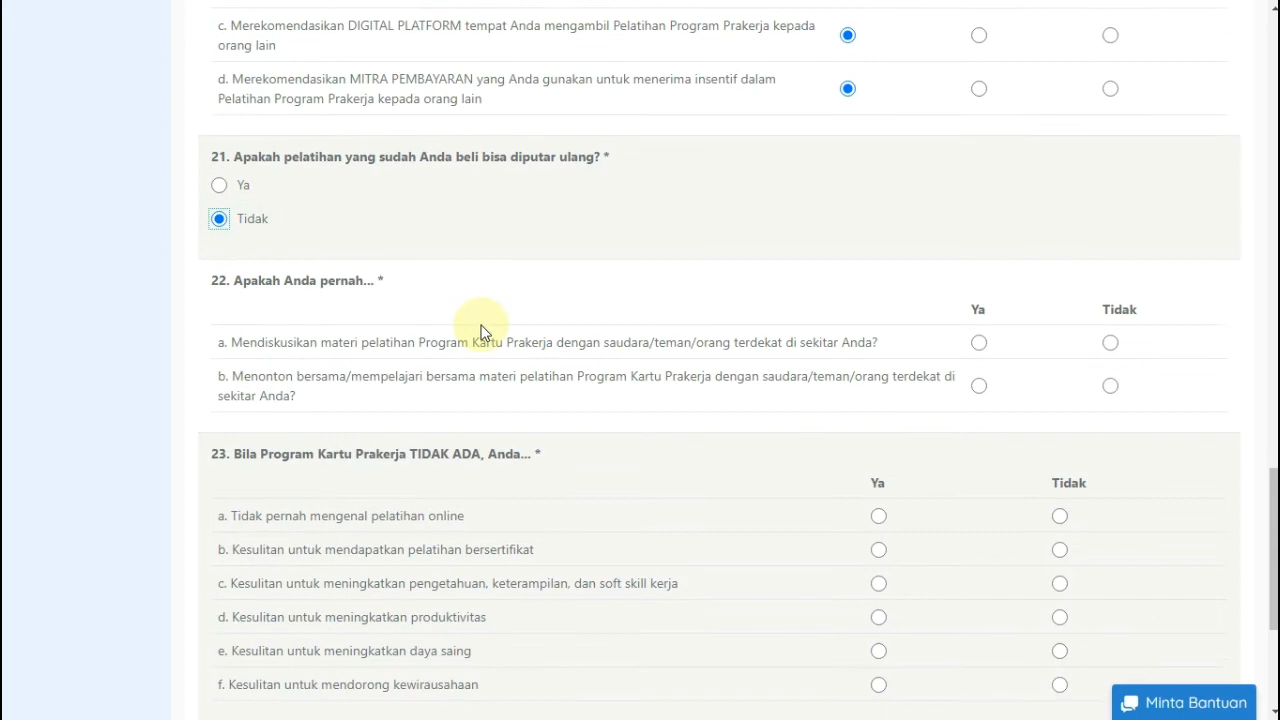 c. Merekomendasikan DIGITAL PLATFORM tempat Anda mengambil Pelatihan Program Prakerja kepada
orang lain
d. Merekomendasikan MITRA PEMBAYARAN yang Anda gunakan untuk menerima insentif dalam
Pelatihan Program Prakerja kepada orang lain
21. Apakah pelatihan yang sudah Anda beli bisa diputar ulang? *
Ya
Tidak
22. Apakah Anda pernah... *
Ya Tidak
a. Mendiskusikan materi pelatihan Program Kartu Prakerja dengan saudara/teman/orang terdekat di sekitar Anda?
b. Menonton bersama/mempelajari bersama materi pelatihan Program Kartu Prakerja dengan saudara/teman/orang terdekat di
sekitar Anda?
23. Bila Program Kartu Prakerja TIDAK ADA, Anda... *
Ya Tidak
a. Tidak pernah mengenal pelatihan online
b. Kesulitan untuk mendapatkan pelatihan bersertifikat
c. Kesulitan untuk meningkatkan pengetahuan, keterampilan, dan soft skill kerja
d. Kesulitan untuk meningkatkan produktivitas
e. Kesulitan untuk meningkatkan daya saing
f. Kesulitan untuk mendorong kewirausahaan
Minta Bantuan